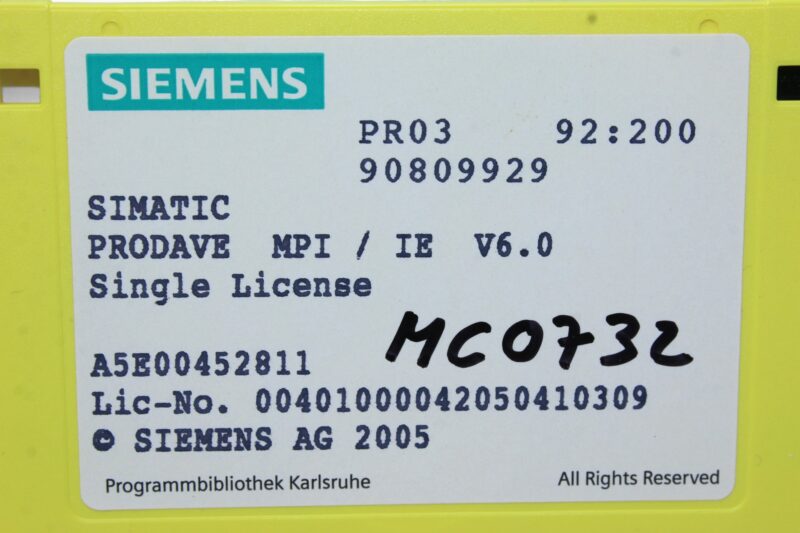 SIEMENS
PR03 92:200
90809929
SIMATIC
PRODAVE MPI / IE V6.0
Single License
MC0732
A5E00452811
Lic-No. 00401000042050410309
© SIEMENS AG 2005
Programmbibliothek Karlsruhe All Rights Reserved